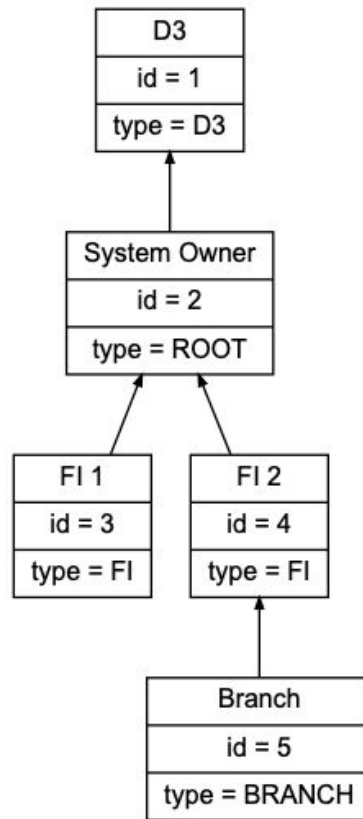 D3
id = 1
type = D3
System Owner
id = 2
type = ROOT
FI 1
id = 3
type = FI
FI 2
id = 4
type = FI
Branch
id = 5
type = BRANCH